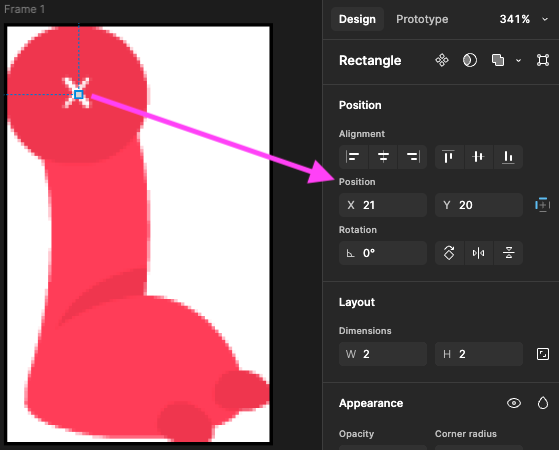 Frame 1
Design Prototype 341%
Rectangle
Position
Alignment
Position
X 21 Y 20
Rotation
0°
Layout
Dimensions
W 2 H 2
Appearance
Opacity Corner radius